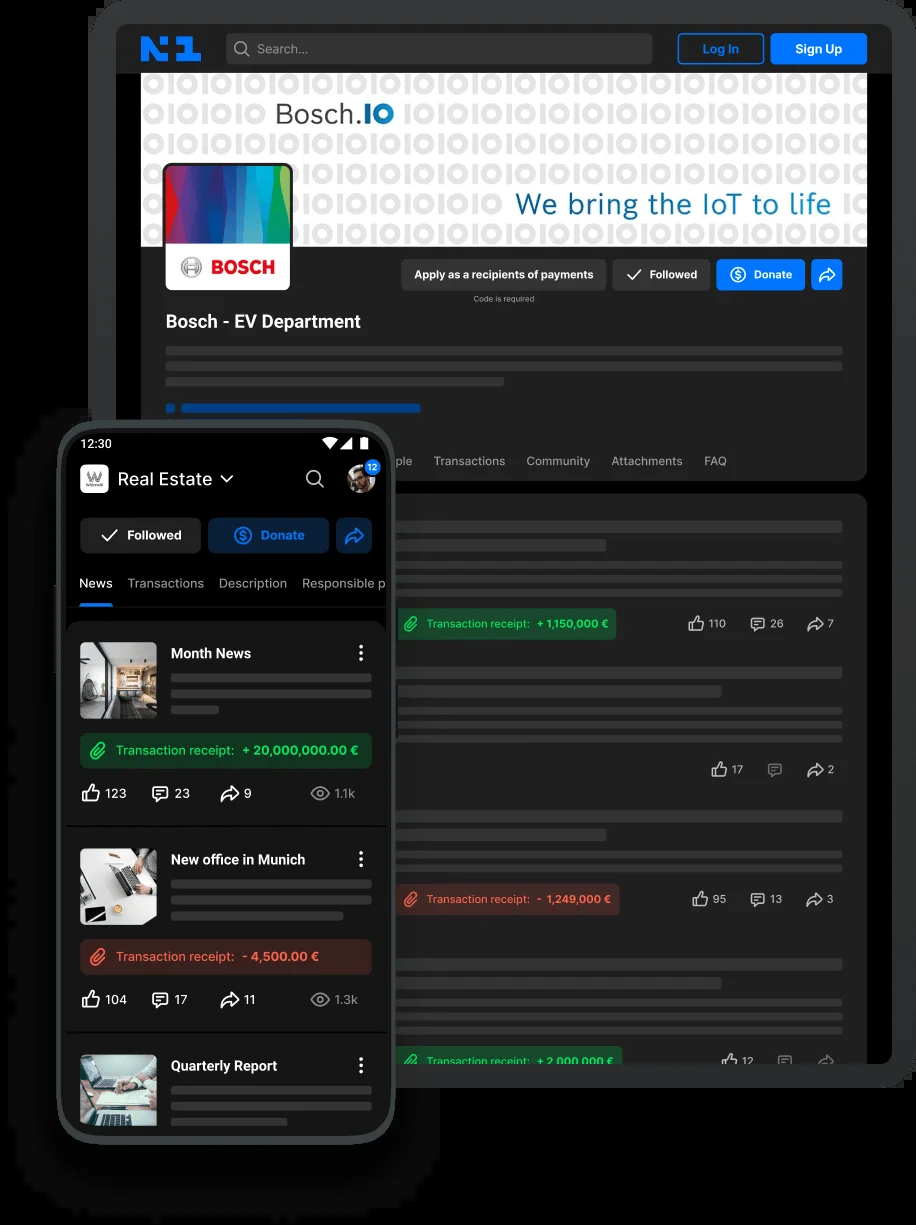 N1
Search...
Log In
Sign Up
Bosch.IO
We bring the IoT to life
BOSCH
Apply as a recipients of payments
Followed
Donate
Code is required
Bosch - EV Department
ple
Transactions
Community
Attachments
FAQ
Transaction receipt: + 1,150,000 €
110
26
7
17
2
Transaction receipt: - 1,249,000 €
95
13
3
Transaction receipt: + 2,000,000 €
12
12:30
W
Real Estate
12
Followed
Donate
News
Transactions
Description
Responsible p
Month News
Transaction receipt: + 20,000,000.00 €
123
23
9
1.1k
New office in Munich
Transaction receipt: - 4,500.00 €
104
17
11
1.3k
Quarterly Report